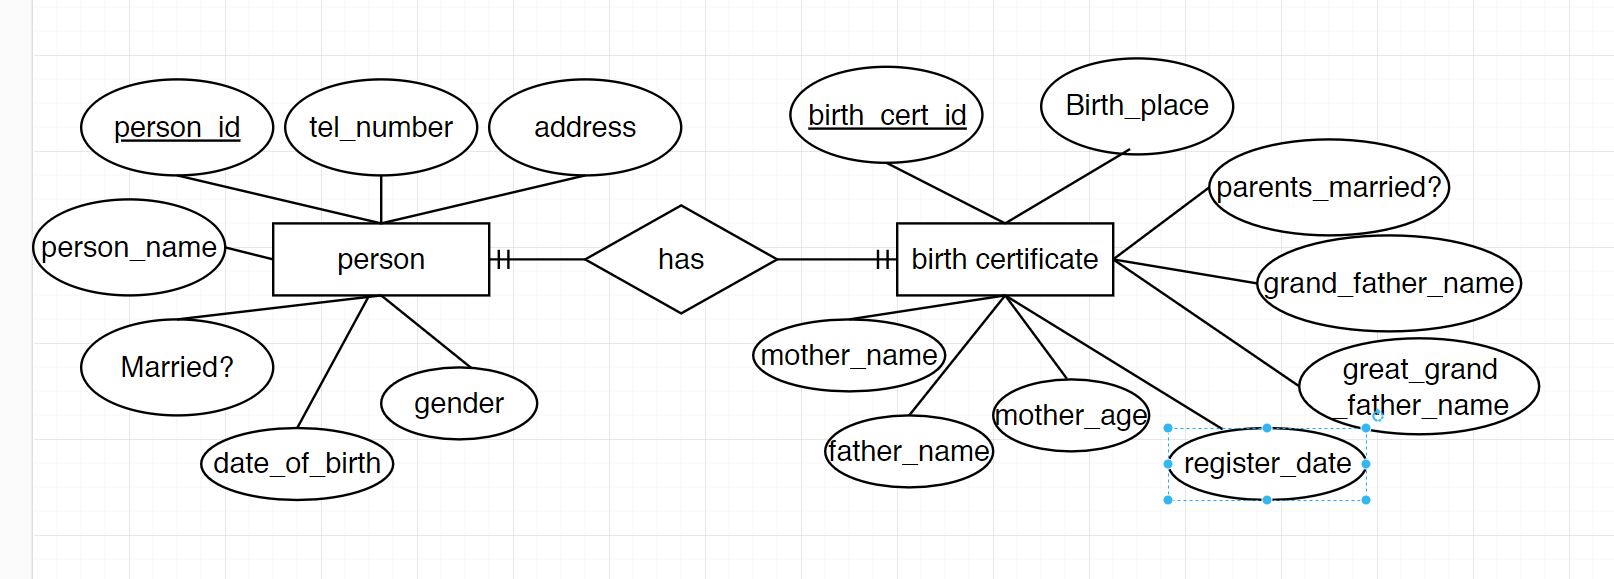 person_id
tel_number
address
birth_cert_id
Birth_place
parents_married?
person_name
person
has
birth certificate
grand_father_name
Married?
gender
date_of_birth
mother_name
father_name
mother_age
great_grand
_father_name
register_date